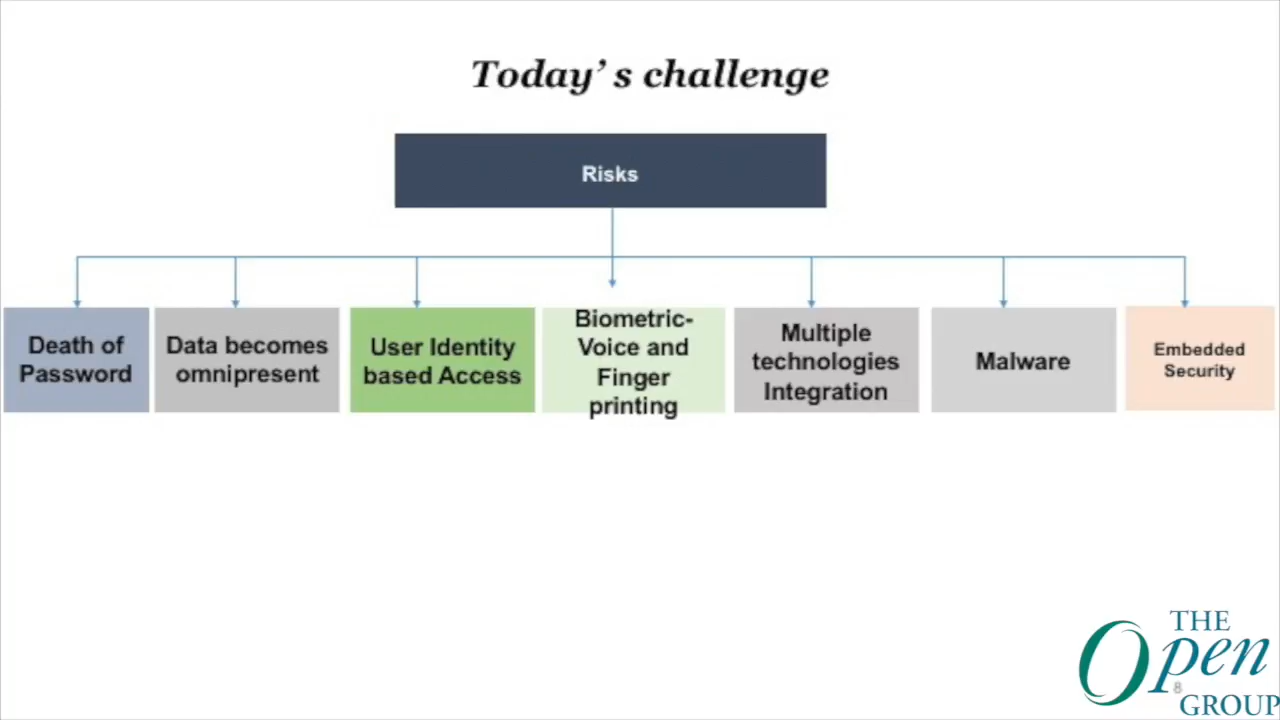 Today’ s challenge
Risks
Death of
Password
Data becomes
omnipresent
User Identity
based Access
Biometric-
Voice and
Finger
printing
Multiple
technologies
Integration
Malware
Embedded
Security
THE
Open
GROUP
8